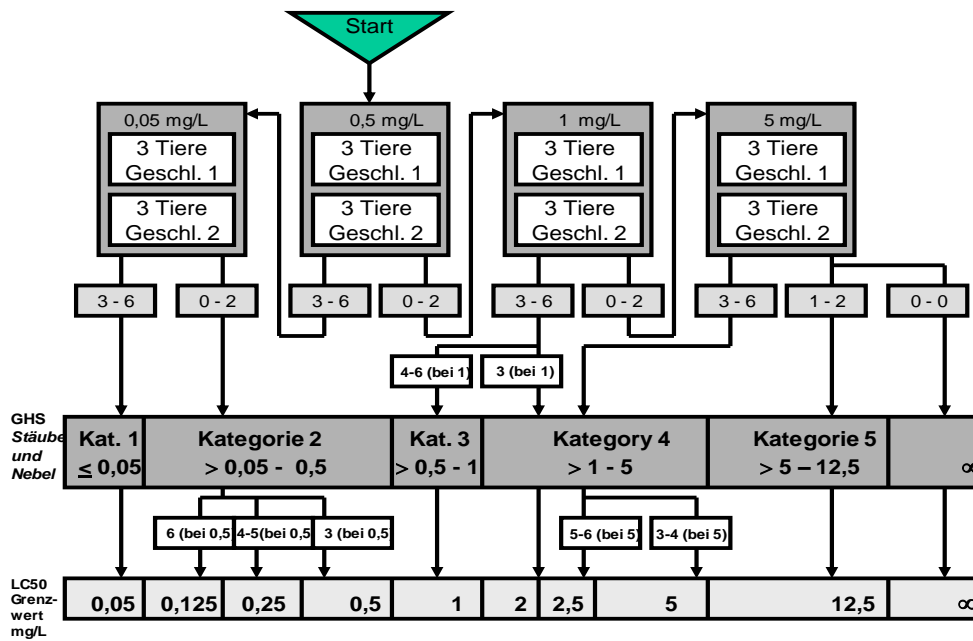 Start
0,05 mg/L
0,5 mg/L
1 mg/L
5 mg/L
3 Tiere
Geschl. 1
3 Tiere
Geschl. 1
3 Tiere
Geschl. 1
3 Tiere
Geschl. 1
3 Tiere
Geschl. 2
3 Tiere
Geschl. 2
3 Tiere
Geschl. 2
3 Tiere
Geschl. 2
3 - 6
0 - 2
3 - 6
0 - 2
3 - 6
0 - 2
3 - 6
1 - 2
0 - 0
4-6 (bei 1)
3 (bei 1)
GHS
Stäube
und
Nebel
Kat. 1
≤ 0,05
Kategorie 2
> 0,05 - 0,5
Kat. 3
> 0,5 - 1
Kategory 4
> 1 - 5
Kategorie 5
> 5 – 12,5
∞
6 (bei 0,5)
4-5(bei 0,5
3 (bei 0,5
5-6 (bei 5)
3-4 (bei 5)
LC50
Grenz-
wert
mg/L
0,05
0,125
0,25
0,5
1
2
2,5
5
12,5
∞